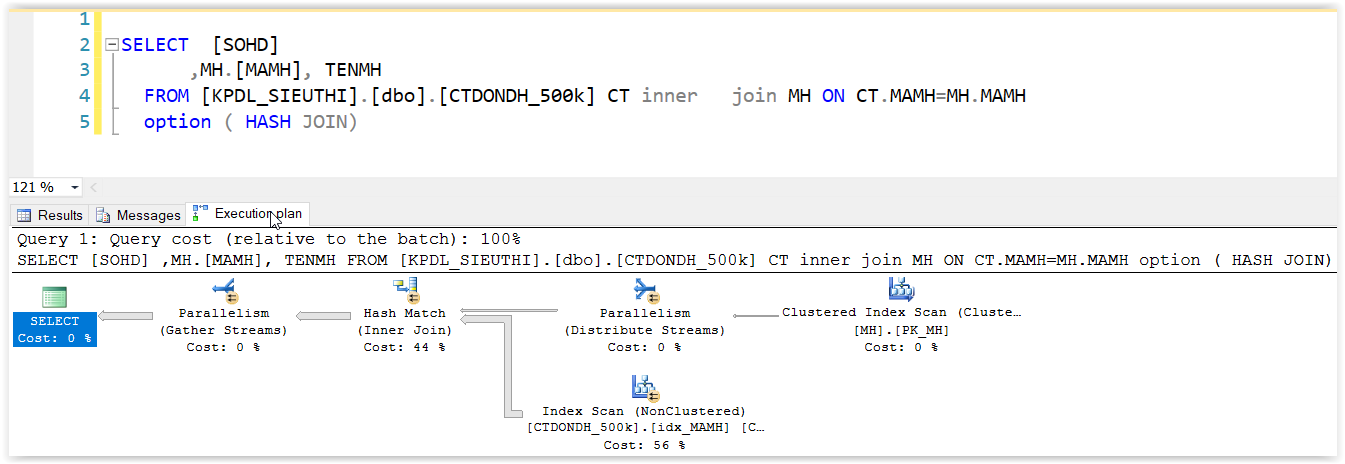 1
2 SELECT [SOHD]
3 ,MH.[MAMH], TENMH
4 FROM [KPDL_SIEUTHI].[dbo].[CTDONDH_500k] CT inner join MH ON CT.MAMH=MH.MAMH
5 option ( HASH JOIN)
121 %
Results Messages Execution plan
Query 1: Query cost (relative to the batch): 100%
SELECT [SOHD] ,MH.[MAMH], TENMH FROM [KPDL_SIEUTHI].[dbo].[CTDONDH_500k] CT inner join MH ON CT.MAMH=MH.MAMH option ( HASH JOIN)
SELECT
Cost: 0 %
Parallelism
(Gather Streams)
Cost: 0 %
Hash Match
(Inner Join)
Cost: 44 %
Parallelism
(Distribute Streams)
Cost: 0 %
Clustered Index Scan (Cluste…
[MH].[PK_MH]
Cost: 0 %
Index Scan (NonClustered)
[CTDONDH_500k].[idx_MAMH] [C…
Cost: 56 %